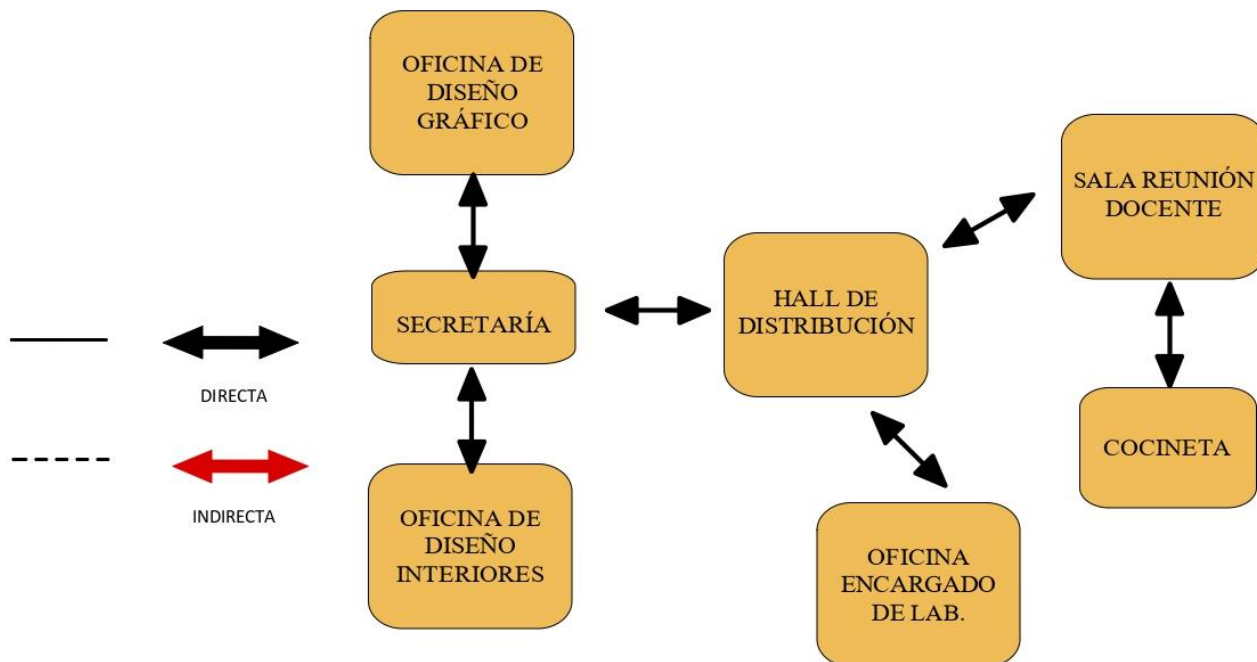 OFICINA DE
DISEÑO
GRÁFICO
SALA REUNIÓN
DOCENTE
HALL DE
DISTRIBUCIÓN
SECRETARÍA
DIRECTA
COCINETA
INDIRECTA
OFICINA DE
DISEÑO
INTERIORES
OFICINA
ENCARGADO
DE LAB.